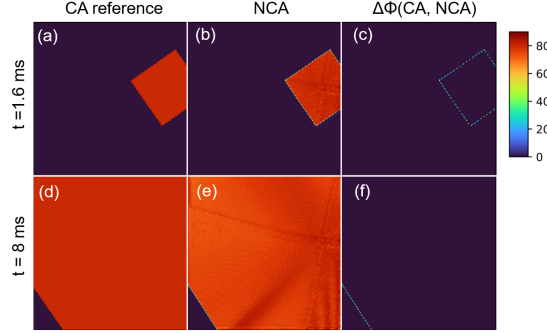 CA reference NCA ΔΦ(CA, NCA)
(a) (b) (c)
t =1.6 ms
80
60
40
20
0
(d) (e) (f)
t = 8 ms